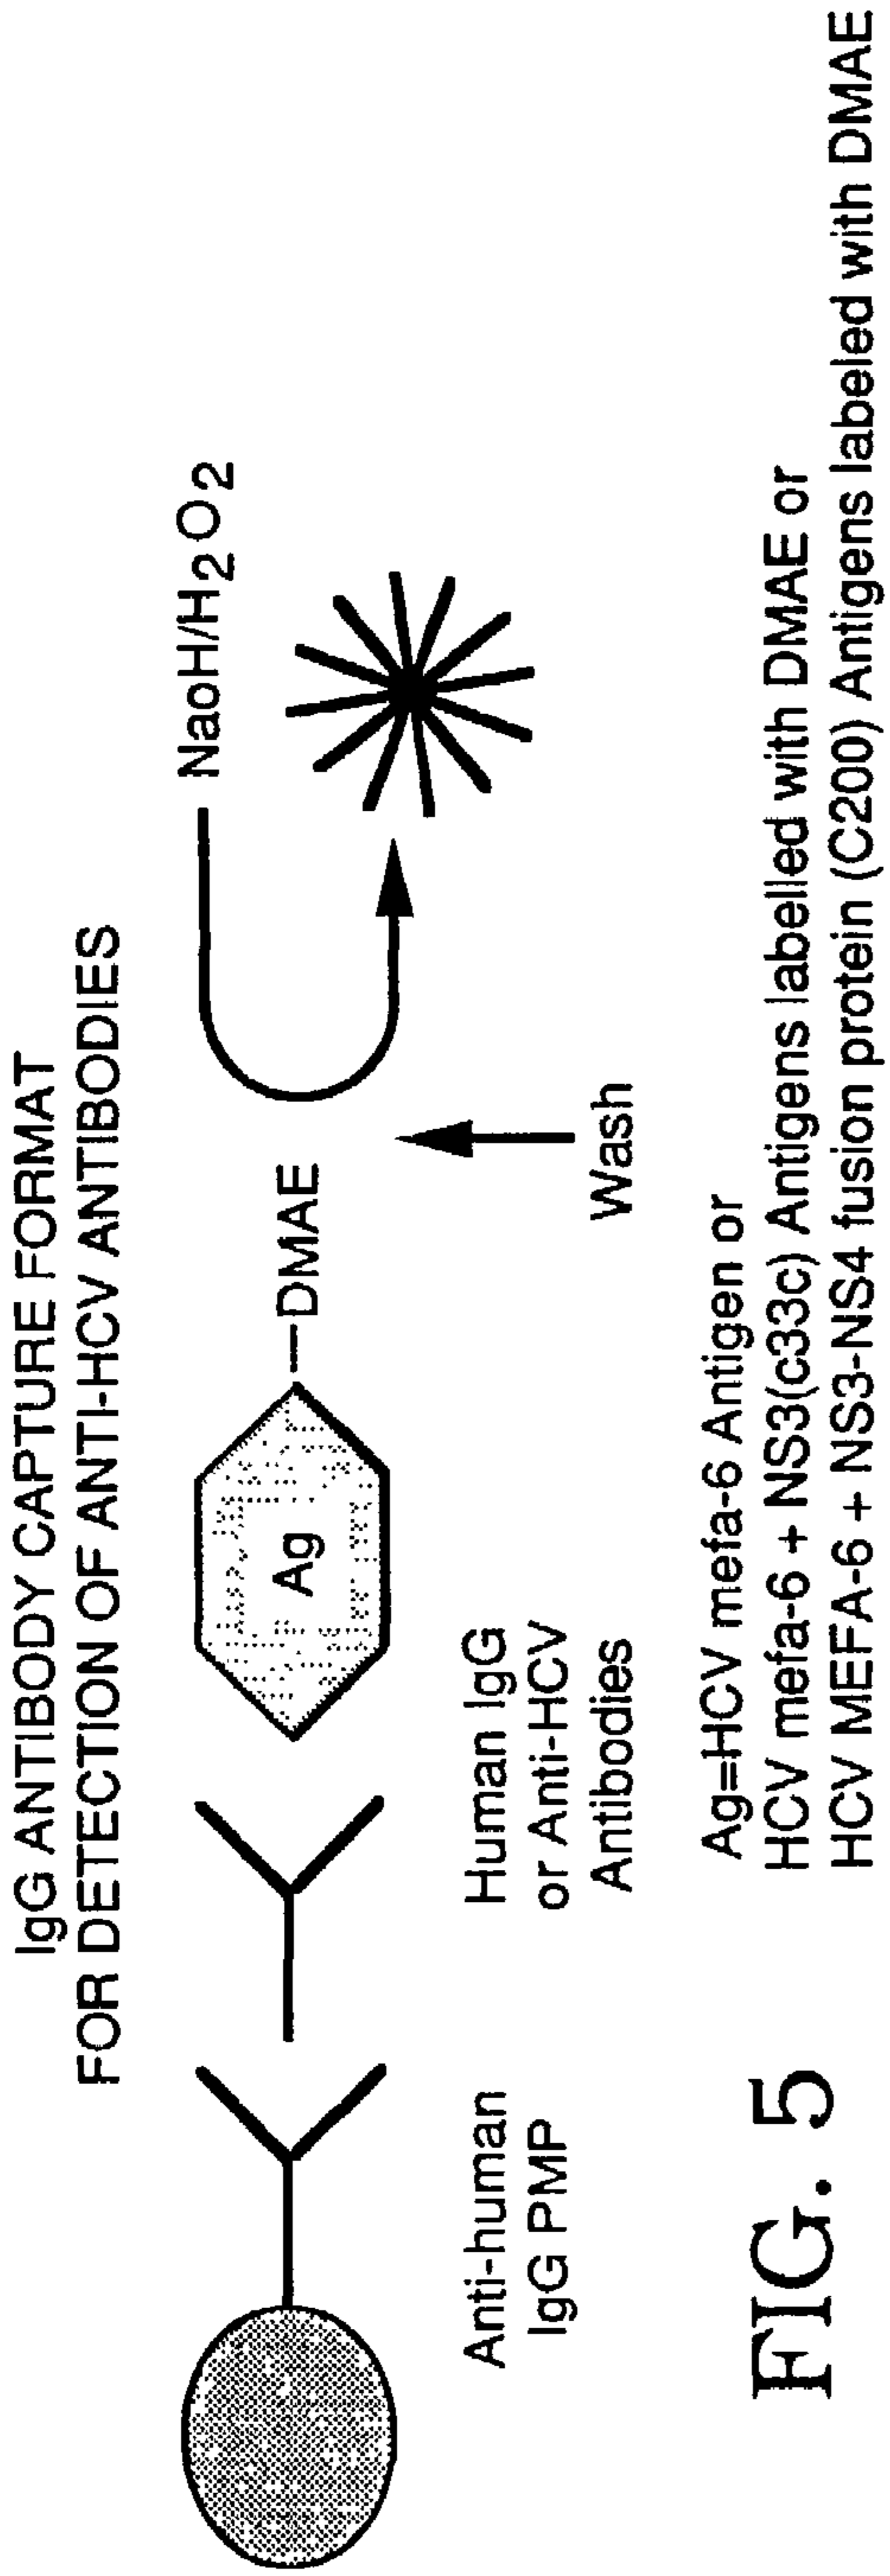 IgG ANTIBODY CAPTURE FORMAT
FOR DETECTION OF ANTI-HCV ANTIBODIES
NaoH/H2O2
Ag
—DMAE
Wash
Anti-human
IgG PMP
Human IgG
or Anti-HCV
Antibodies
Ag=HCV mefa-6 Antigen or
HCV mefa-6 + NS3(c33c) Antigens labelled with DMAE or
HCV MEFA-6 + NS3-NS4 fusion protein (C200) Antigens labeled with DMAE
FIG. 5